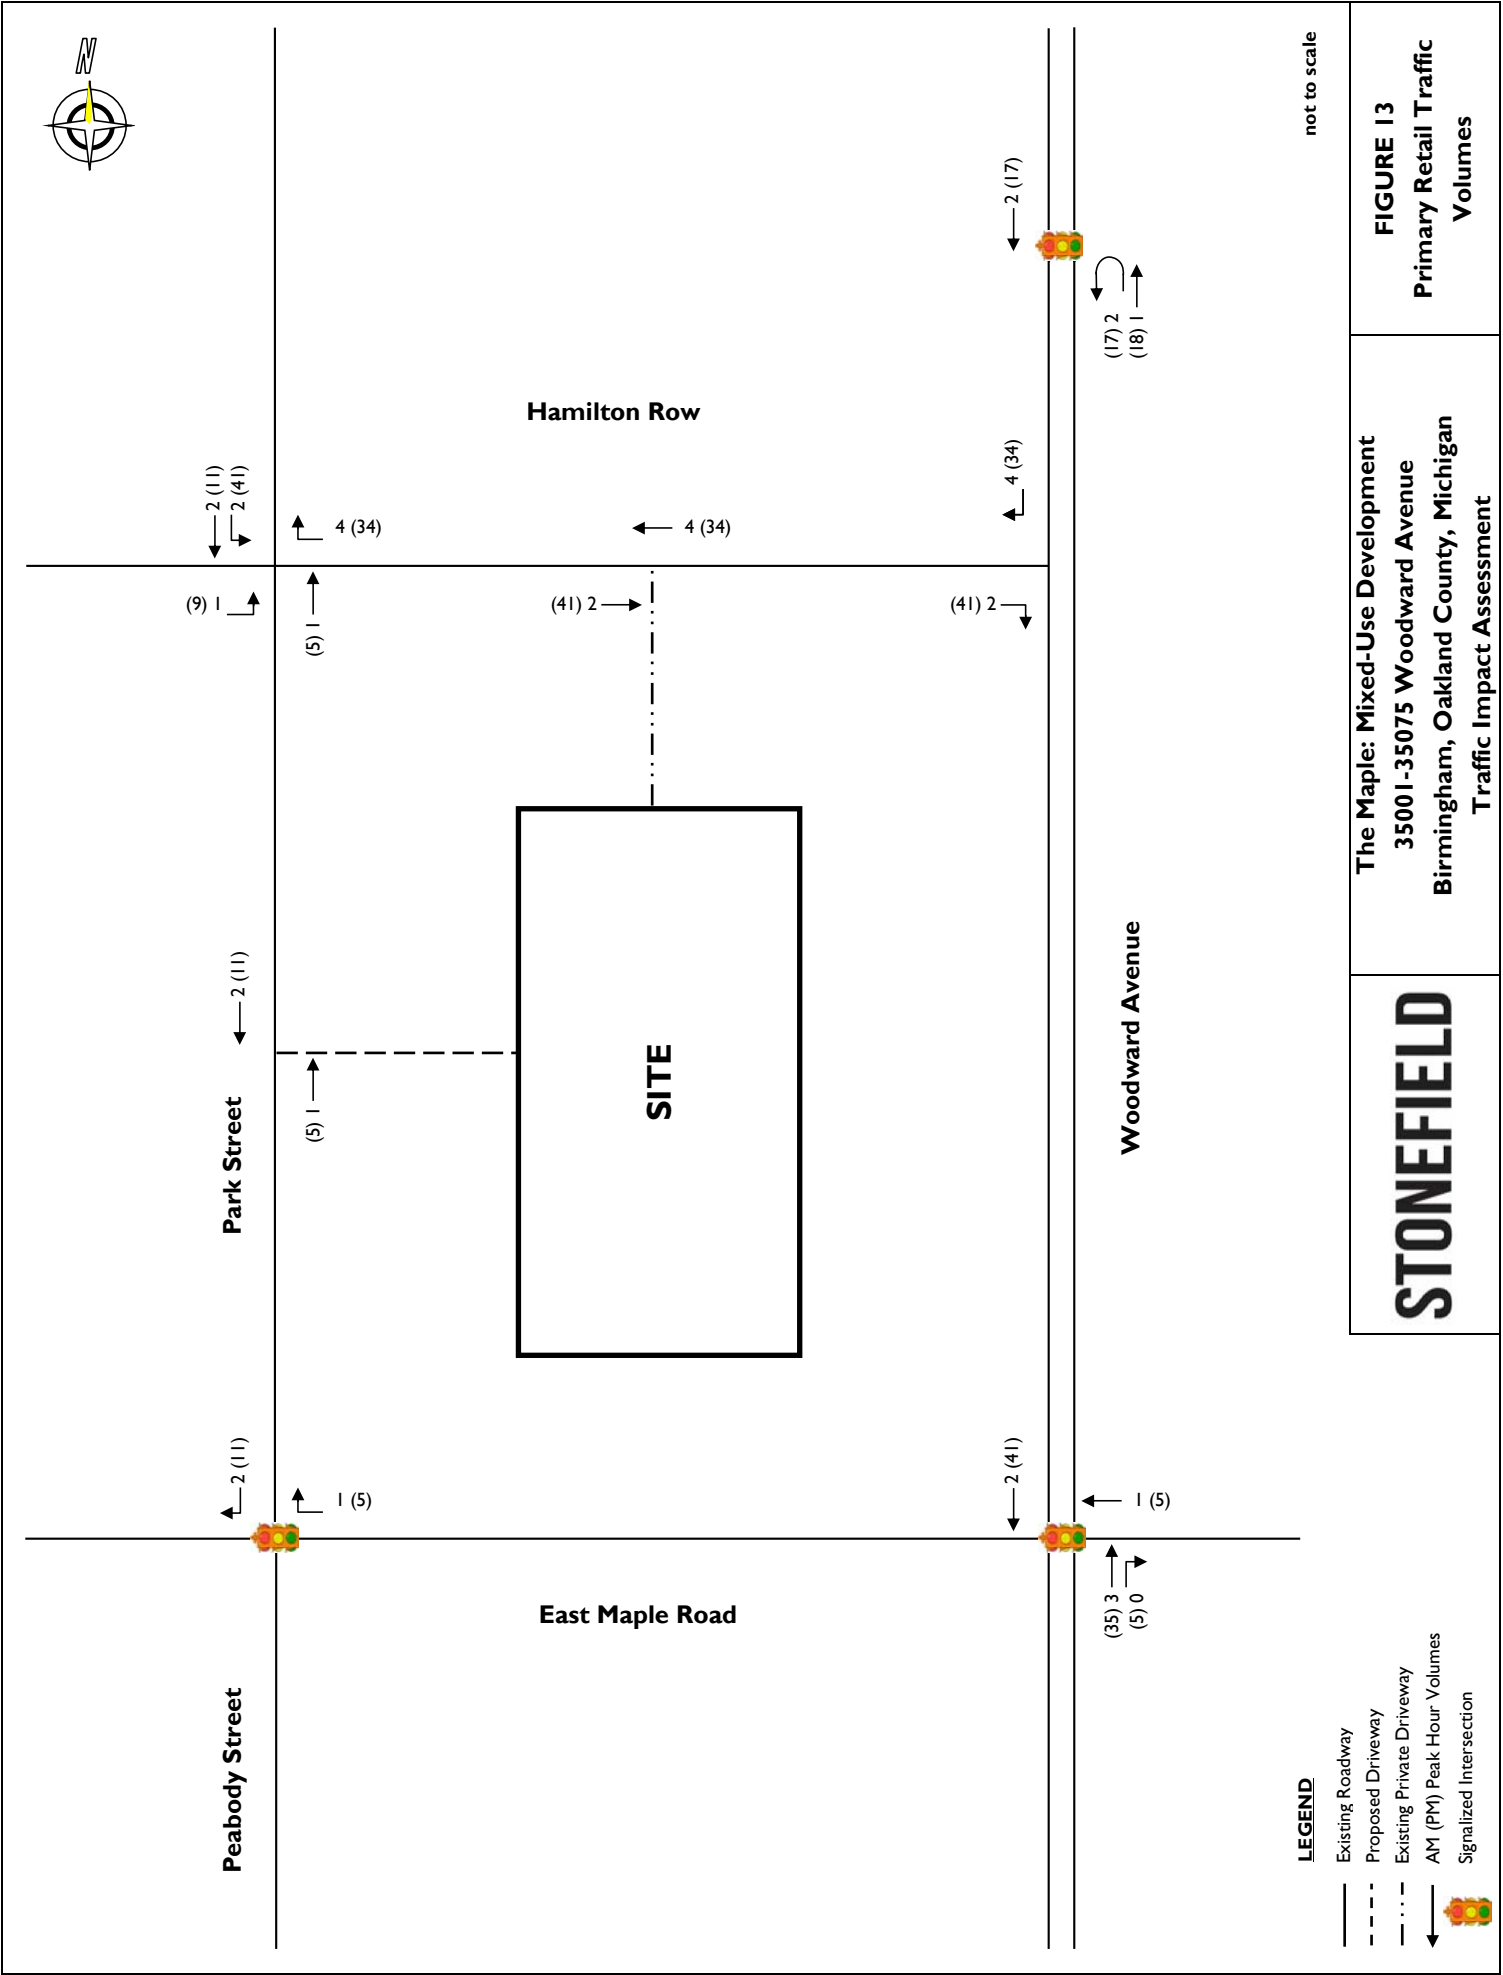 N
not to scale
2 (11)
2 (41)
(9) 1
4 (34)
(5) 1
4 (34)
(41) 2
(41) 2
4 (34)
2 (17)
(17) 2
(18) 1
Hamilton Row
Park Street
2 (11)
(5) 1
SITE
Woodward Avenue
2 (11)
1 (5)
2 (41)
1 (5)
(35) 3
(5) 0
East Maple Road
Peabody Street
LEGEND
Existing Roadway
Proposed Driveway
Existing Private Driveway
AM (PM) Peak Hour Volumes
Signalized Intersection
STONEFIELD
The Maple: Mixed-Use Development
35001-35075 Woodward Avenue
Birmingham, Oakland County, Michigan
Traffic Impact Assessment
FIGURE 13
Primary Retail Traffic
Volumes